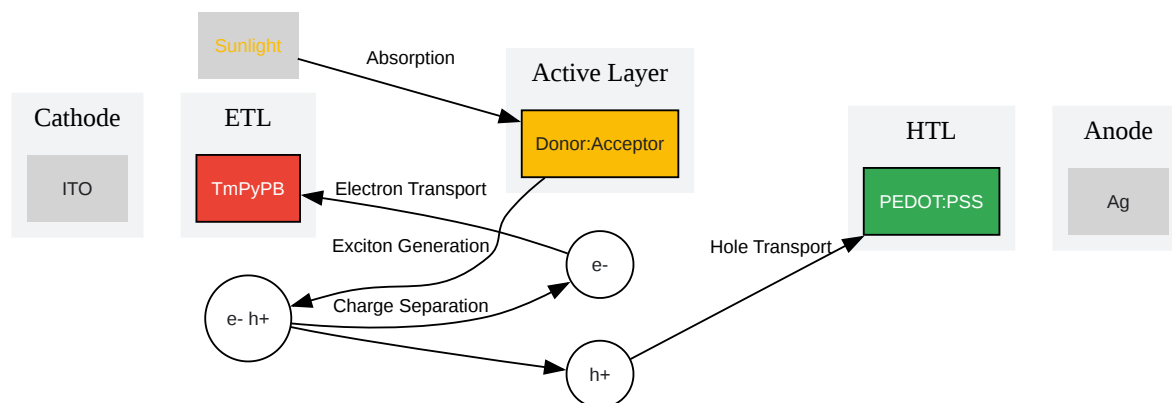 Sunlight
Absorption
Active Layer
Donor:Acceptor
Cathode
ITO
ETL
TmPyPB
HTL
PEDOT:PSS
Anode
Ag
Electron Transport
Exciton Generation
e-
Hole Transport
Charge Separation
e- h+
h+